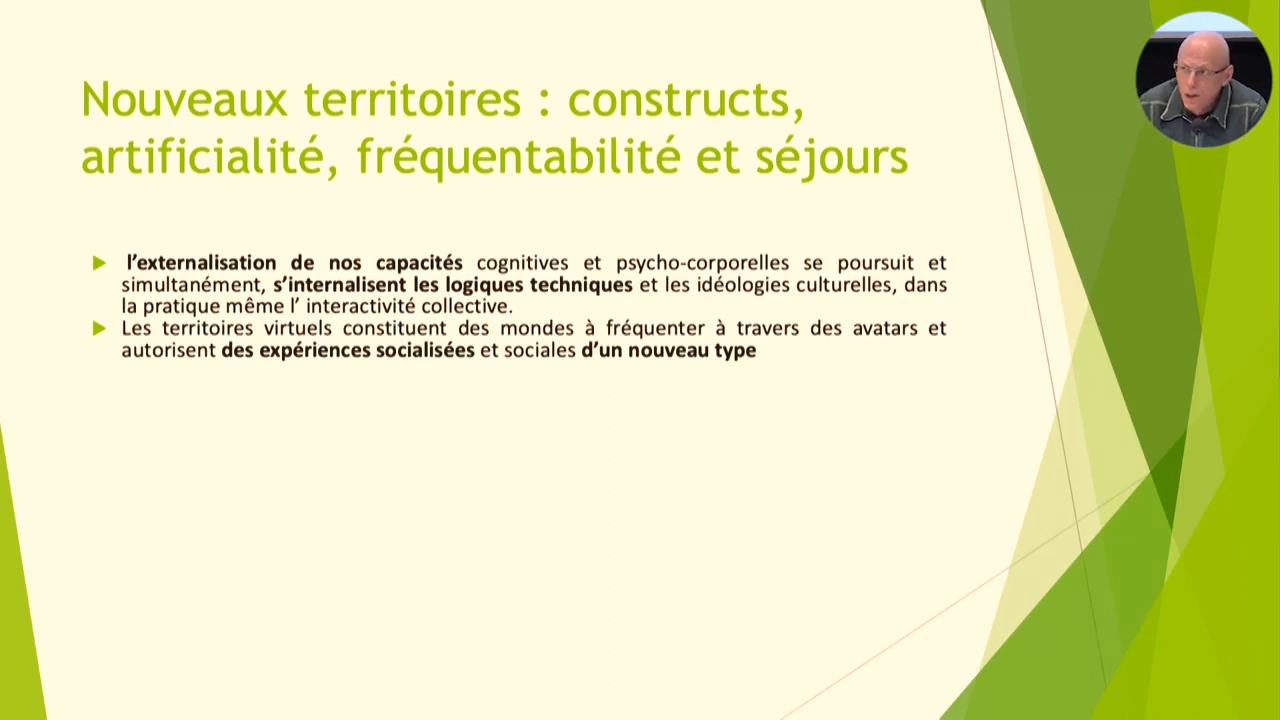 Nouveaux territoires : constructs,
artificialité, fréquentabilité et séjours
l’externalisation de nos capacités cognitives et psycho-corporelles se poursuit et
simultanément, s’internalisent les logiques techniques et les idéologies culturelles, dans
la pratique même l’ interactivité collective.
Les territoires virtuels constituent des mondes à fréquenter à travers des avatars et
autorisent des expériences socialisées et sociales d’un nouveau type